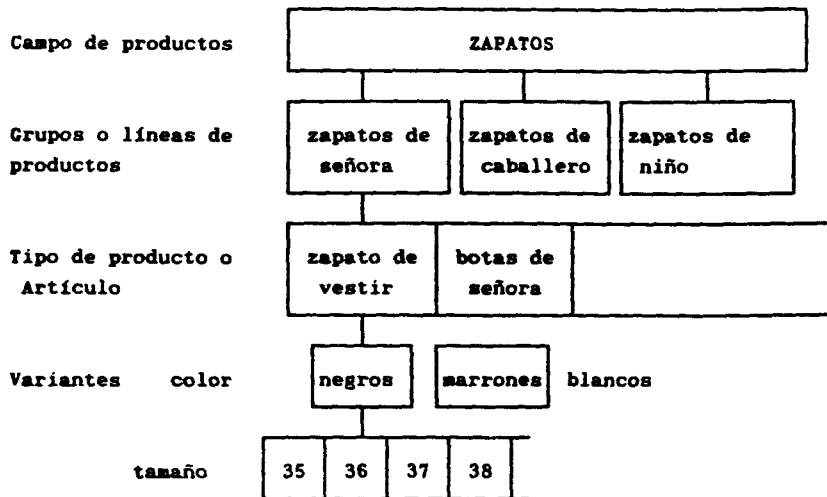 Campo de productos ZAPATOS
Grupos o líneas de productos
zapatos de señora
zapatos de caballero
zapatos de niño
Tipo de producto o Artículo
zapato de vestir
botas de señora
Variantes color negros marrones blancos
tamaño 35 36 37 38